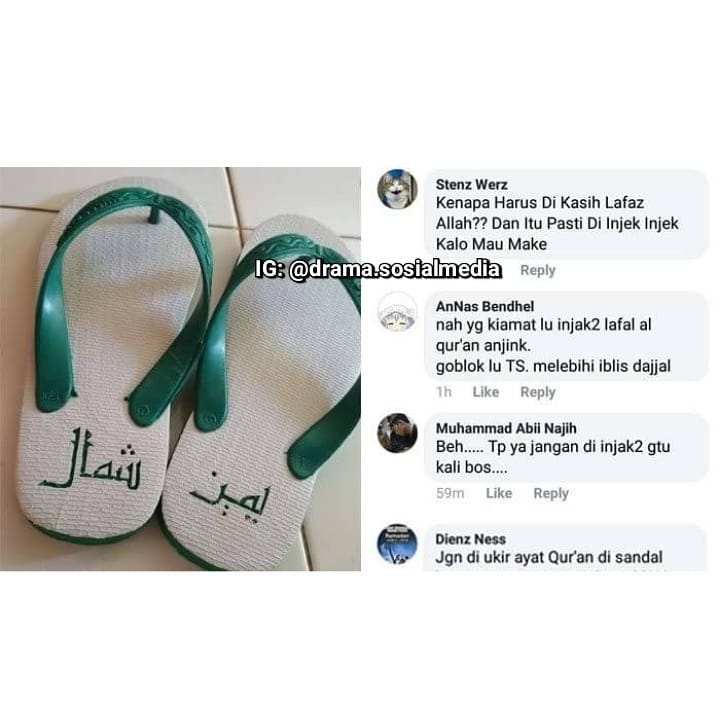 شمال
يمين
IG: @drama.sosialmedia
Stenz Werz
Kenapa Harus Di Kasih Lafaz
Allah?? Dan Itu Pasti Di Injek Injek
Kalo Mau Make
Reply
AnNas Bendhel
nah yg kiamat lu injak2 lafal al
qur'an anjink.
goblok lu TS. melebihi iblis dajjal
1h Like Reply
Muhammad Abii Najih
Beh..... Tp ya jangan di injak2 gtu
kali bos....
59m Like Reply
Dienz Ness
Jgn di ukir ayat Qur'an di sandal